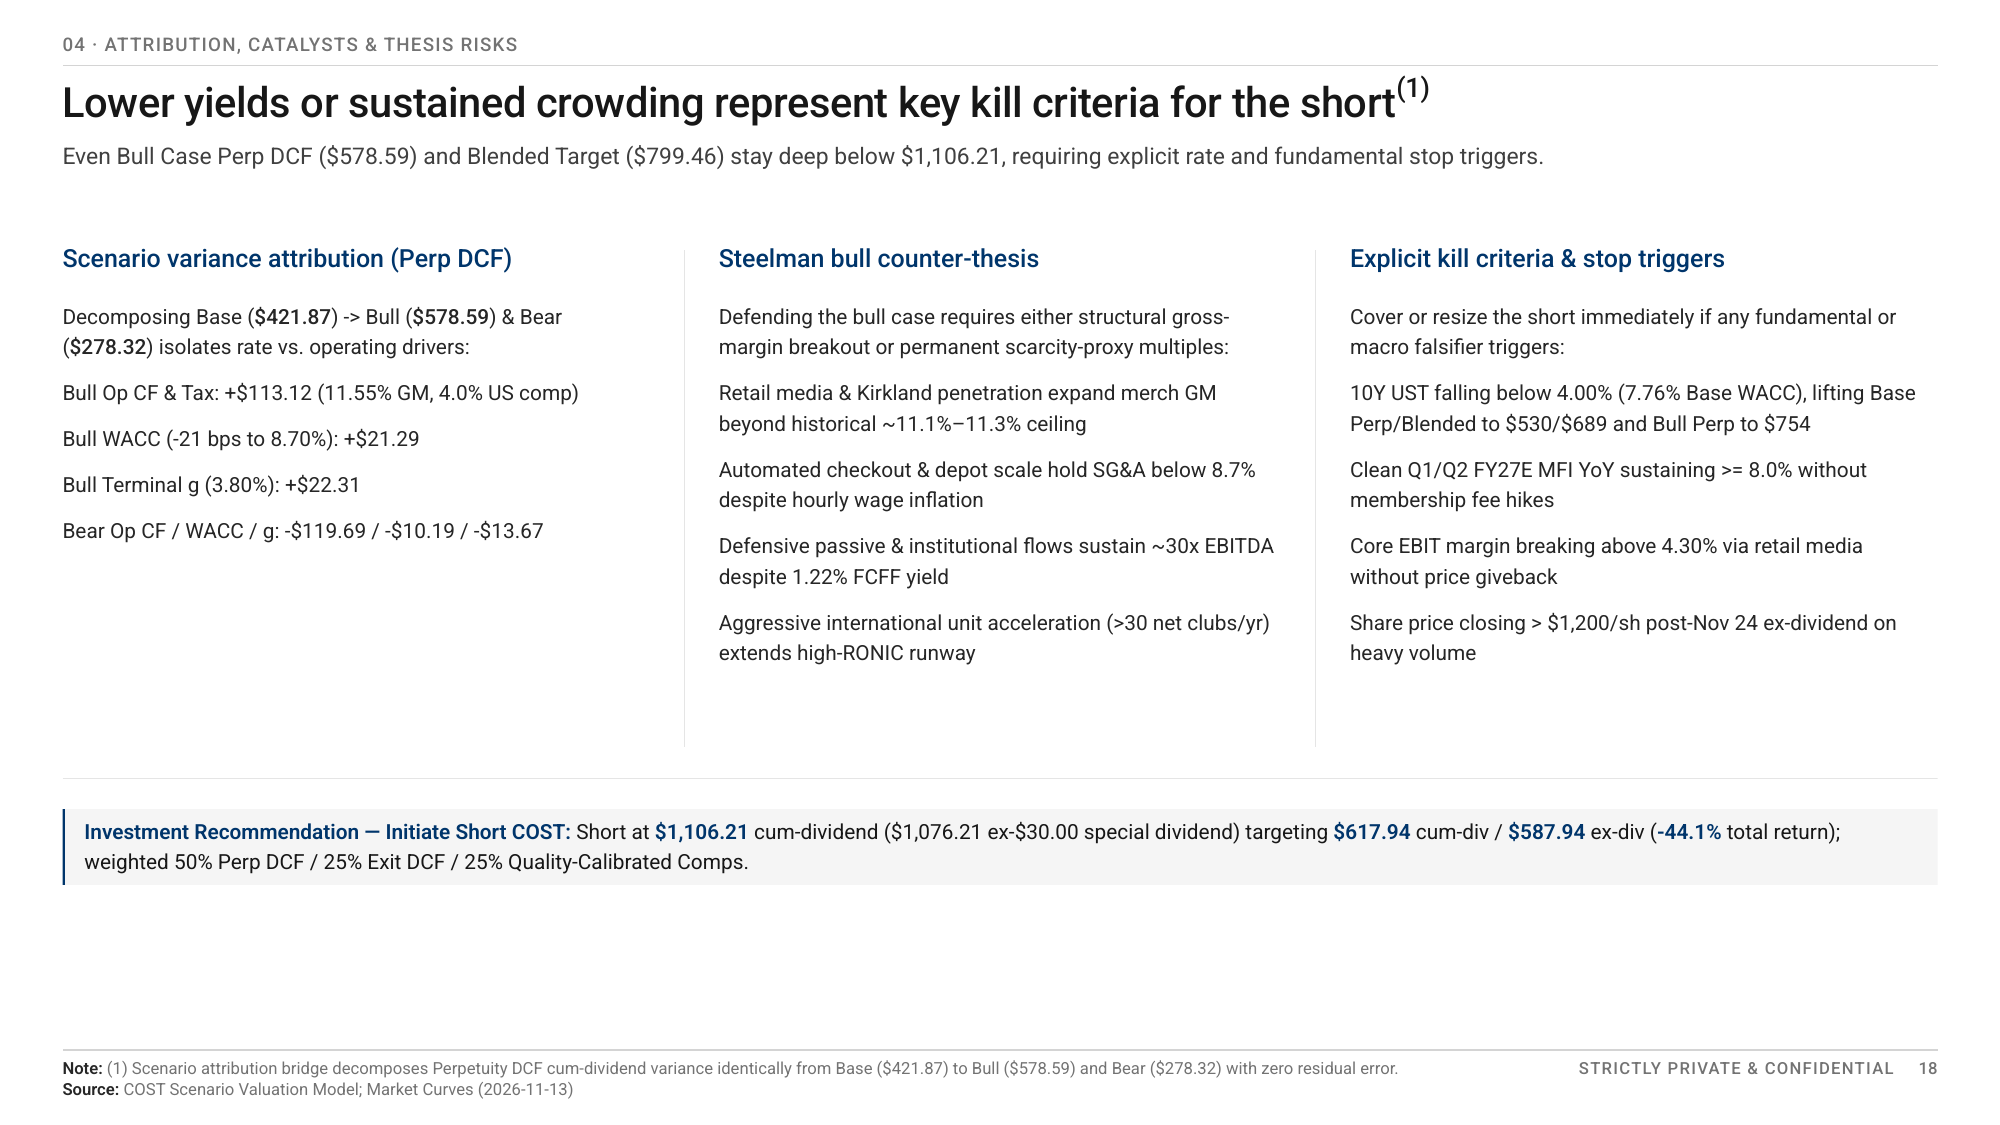 04 · ATTRIBUTION, CATALYSTS & THESIS RISKS
Lower yields or sustained crowding represent key kill criteria for the short(1)
Even Bull Case Perp DCF ($578.59) and Blended Target ($799.46) stay deep below $1,106.21, requiring explicit rate and fundamental stop triggers.
Scenario variance attribution (Perp DCF)
Decomposing Base ($421.87) -> Bull ($578.59) & Bear
($278.32) isolates rate vs. operating drivers:
Bull Op CF & Tax: +$113.12 (11.55% GM, 4.0% US comp)
Bull WACC (-21 bps to 8.70%): +$21.29
Bull Terminal g (3.80%): +$22.31
Bear Op CF / WACC / g: -$119.69 / -$10.19 / -$13.67
Steelman bull counter-thesis
Defending the bull case requires either structural gross-
margin breakout or permanent scarcity-proxy multiples:
Retail media & Kirkland penetration expand merch GM
beyond historical ~11.1%–11.3% ceiling
Automated checkout & depot scale hold SG&A below 8.7%
despite hourly wage inflation
Defensive passive & institutional flows sustain ~30x EBITDA
despite 1.22% FCFF yield
Aggressive international unit acceleration (>30 net clubs/yr)
extends high-RONIC runway
Explicit kill criteria & stop triggers
Cover or resize the short immediately if any fundamental or
macro falsifier triggers:
10Y UST falling below 4.00% (7.76% Base WACC), lifting Base
Perp/Blended to $530/$689 and Bull Perp to $754
Clean Q1/Q2 FY27E MFI YoY sustaining >= 8.0% without
membership fee hikes
Core EBIT margin breaking above 4.30% via retail media
without price giveback
Share price closing > $1,200/sh post-Nov 24 ex-dividend on
heavy volume
Investment Recommendation — Initiate Short COST: Short at $1,106.21 cum-dividend ($1,076.21 ex-$30.00 special dividend) targeting $617.94 cum-div / $587.94 ex-div (-44.1% total return);
weighted 50% Perp DCF / 25% Exit DCF / 25% Quality-Calibrated Comps.
Note: (1) Scenario attribution bridge decomposes Perpetuity DCF cum-dividend variance identically from Base ($421.87) to Bull ($578.59) and Bear ($278.32) with zero residual error.
Source: COST Scenario Valuation Model; Market Curves (2026-11-13)
STRICTLY PRIVATE & CONFIDENTIAL 18